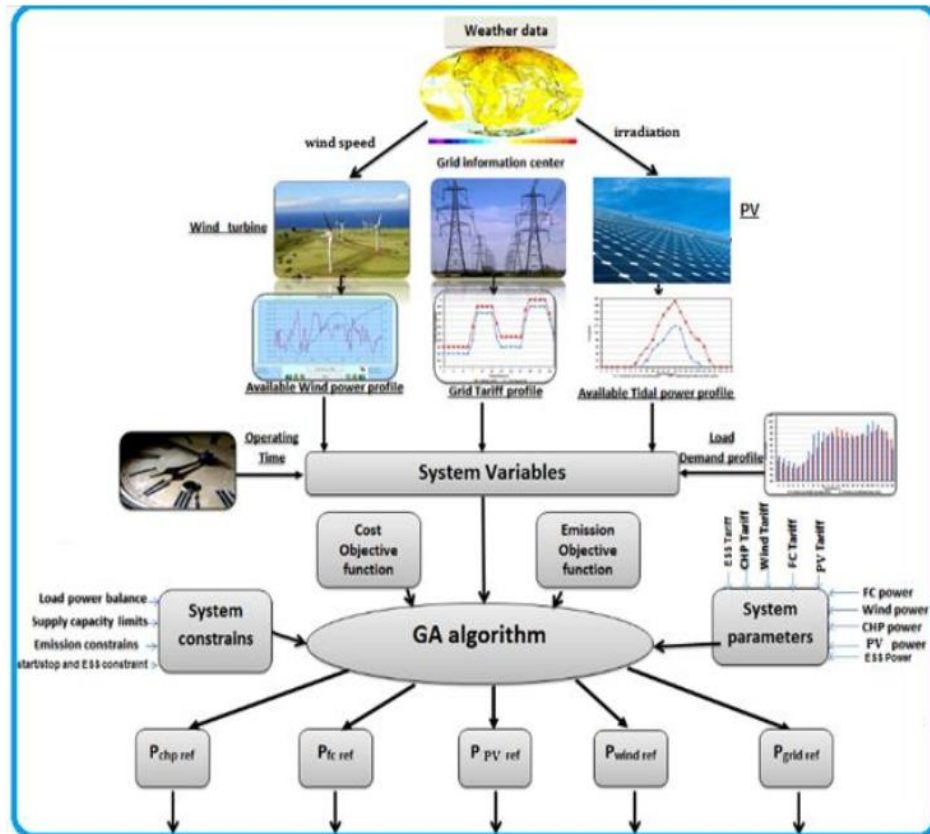 Weather data
wind speed
irradiation
Grid information center
Wind turbine
PV
Available Wind power profile
Grid Tariff profile
Available Tidal power profile
Operating
Time
Load
Demand profile
System Variables
Cost
Objective
function
Emission
Objective
function
ESS Tariff
CHP Tariff
Wind Tariff
FC Tariff
PV Tariff
Load power balance
Supply capacity limits
Emission constrains
start/stop and ESS constraint
System
constrains
GA algorithm
System
parameters
FC power
Wind power
CHP power
PV power
ESS Power
Pchp ref
Pfc ref
P PV ref
Pwind ref
Pgrid ref